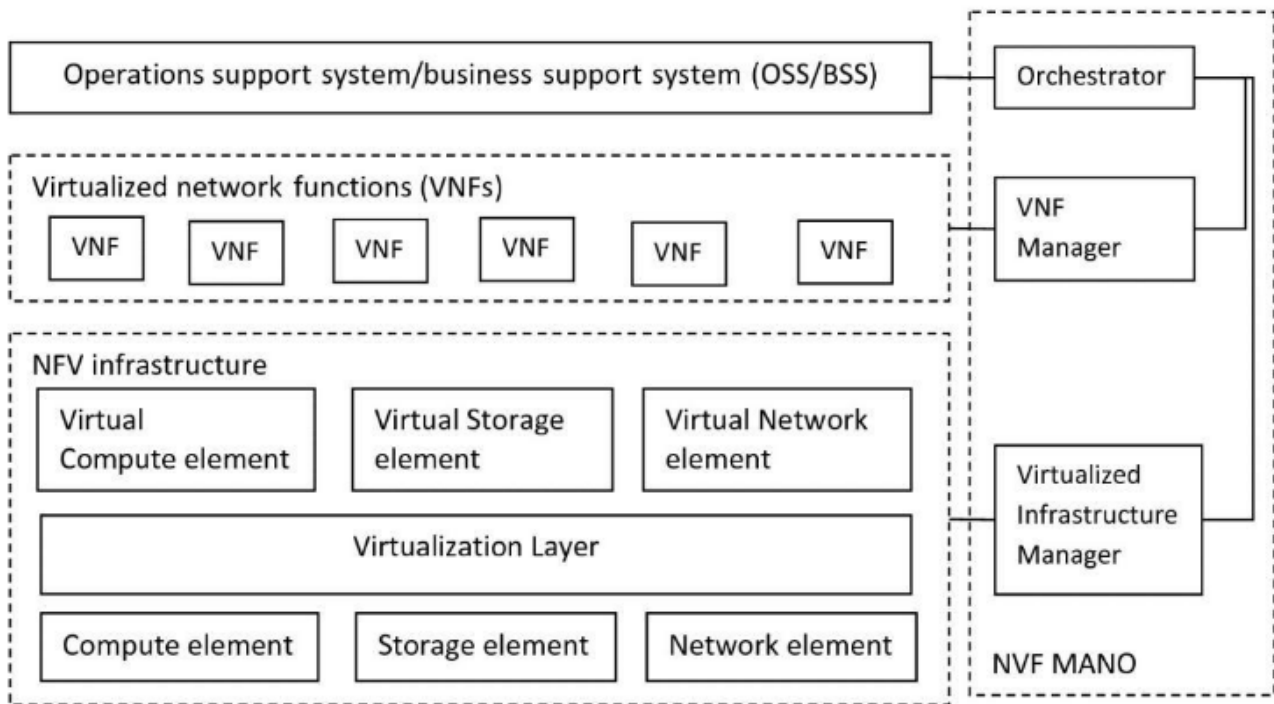 Operations support system/business support system (OSS/BSS)
Orchestrator
Virtualized network functions (VNFs)
VNF
VNF
VNF
VNF
VNF
VNF
VNF
Manager
NFV infrastructure
Virtual
Compute element
Virtual Storage
element
Virtual Network
element
Virtualization Layer
Compute element
Storage element
Network element
Virtualized
Infrastructure
Manager
NVF MANO